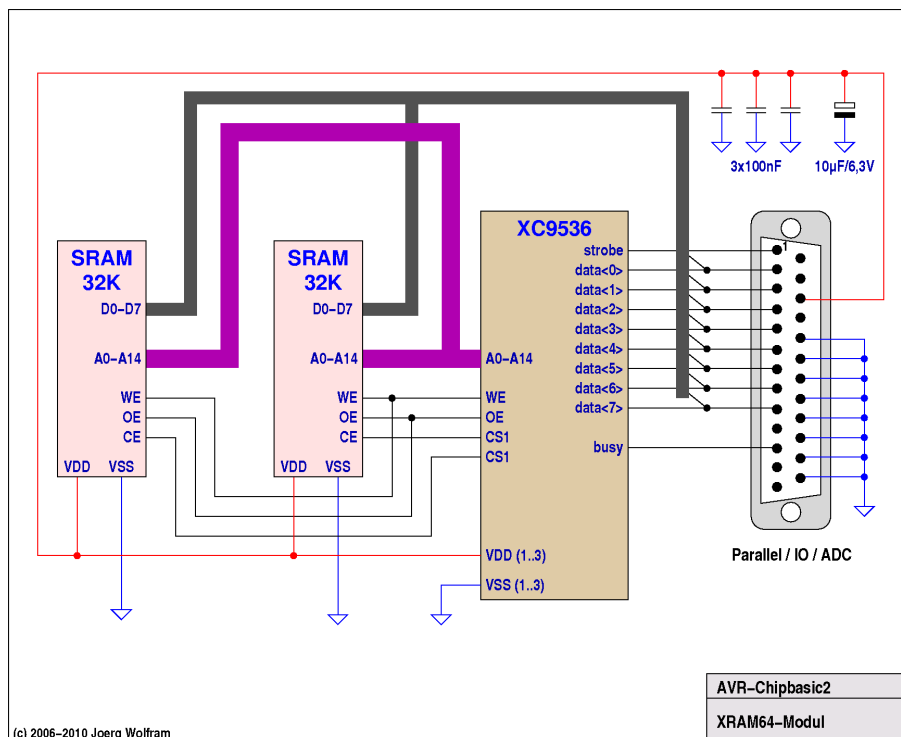 3x100nF
10µF/6,3V
SRAM
32K
D0–D7
A0–A14
WE
OE
CE
VDD
VSS
SRAM
32K
D0–D7
A0–A14
WE
OE
CE
VDD
VSS
XC9536
strobe
data<0>
data<1>
data<2>
data<3>
data<4>
data<5>
data<6>
data<7>
busy
A0–A14
WE
OE
CS1
CS1
VDD (1..3)
VSS (1..3)
1
Parallel / IO / ADC
AVR–Chipbasic2
XRAM64–Modul
(c) 2006–2010 Joerg Wolfram